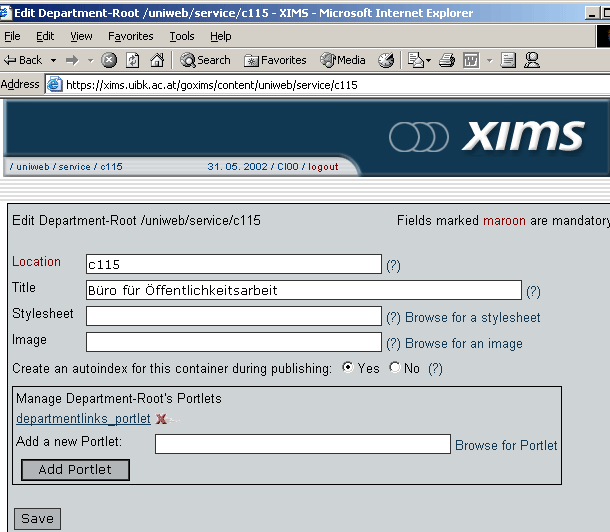 Edit Department-Root /uniweb/service/c115 - XIMS - Microsoft Internet Explorer
File Edit View Favorites Tools Help
Back Search Favorites Media
Address https://xims.uibk.ac.at/goxims/content/uniweb/service/c115
xims
/ uniweb / service / c115 31. 05. 2002 / CI00 / logout
Edit Department-Root /uniweb/service/c115 Fields marked maroon are mandatory
Location c115 (?)
Title Büro für Öffentlichkeitsarbeit (?)
Stylesheet (?) Browse for a stylesheet
Image (?) Browse for an image
Create an autoindex for this container during publishing: Yes No (?)
Manage Department-Root's Portlets
departmentlinks_portlet X
Add a new Portlet: Browse for Portlet
Add Portlet
Save